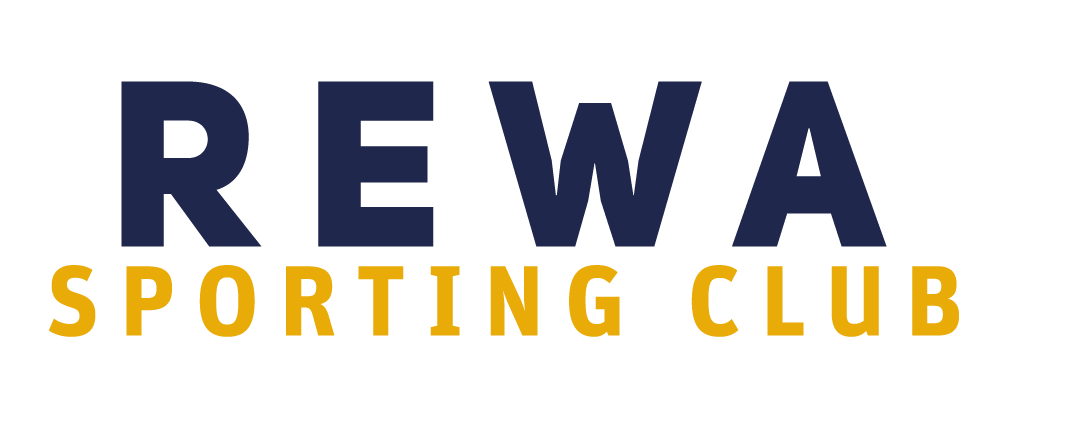 REWA
SPORTING CLUB